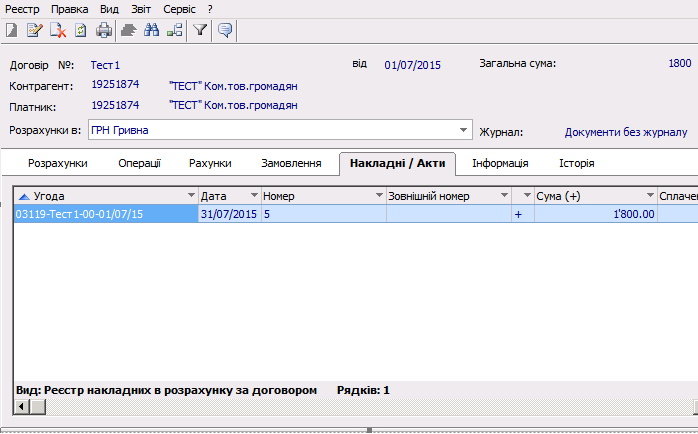 Реєстр Правка Вид Звіт Сервіс ?
Договір №: Тест1 від 01/07/2015 Загальна сума: 1800
Контрагент: 19251874 "ТЕСТ" Ком.тов.громадян
Платник: 19251874 "ТЕСТ" Ком.тов.громадян
Розрахунки в: ГРН Гривна Журнал: Документи без журналу
Розрахунки Операції Рахунки Замовлення Накладні / Акти Інформація Історія
Угода Дата Номер Зовнішній номер Сума (+) Сплачен
03119-Тест1-00-01/07/15 31/07/2015 5 + 1'800.00
Вид: Реєстр накладних в розрахунку за договором Рядків: 1